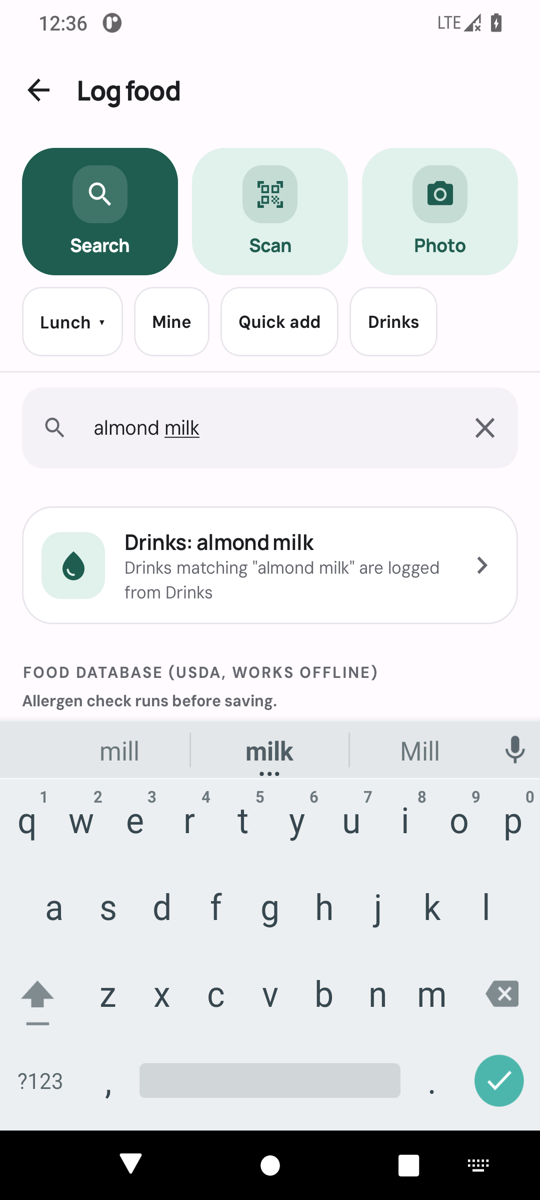 12:36
LTE
Log food
Search
Scan
Photo
Lunch ▾
Mine
Quick add
Drinks
almond milk
Drinks: almond milk
Drinks matching "almond milk" are logged
from Drinks
FOOD DATABASE (USDA, WORKS OFFLINE)
Allergen check runs before saving.
mill
milk
Mill
1 2 3 4 5 6 7 8 9 0
q w e r t y u i o p
a s d f g h j k l
z x c v b n m
?123 , .